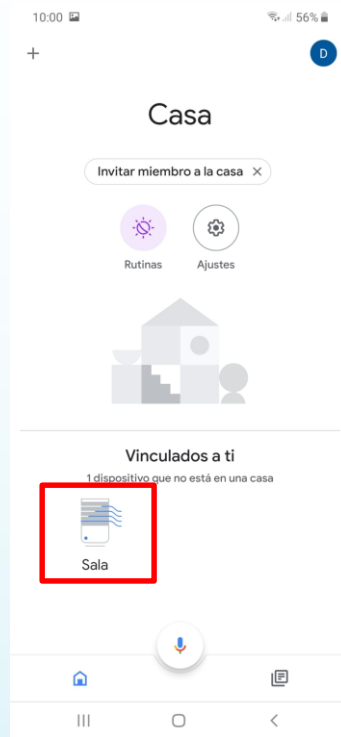 10:00 56%
D
Casa
Invitar miembro a la casa
Rutinas Ajustes
Vinculados a ti
1 dispositivo que no está en una casa
Sala